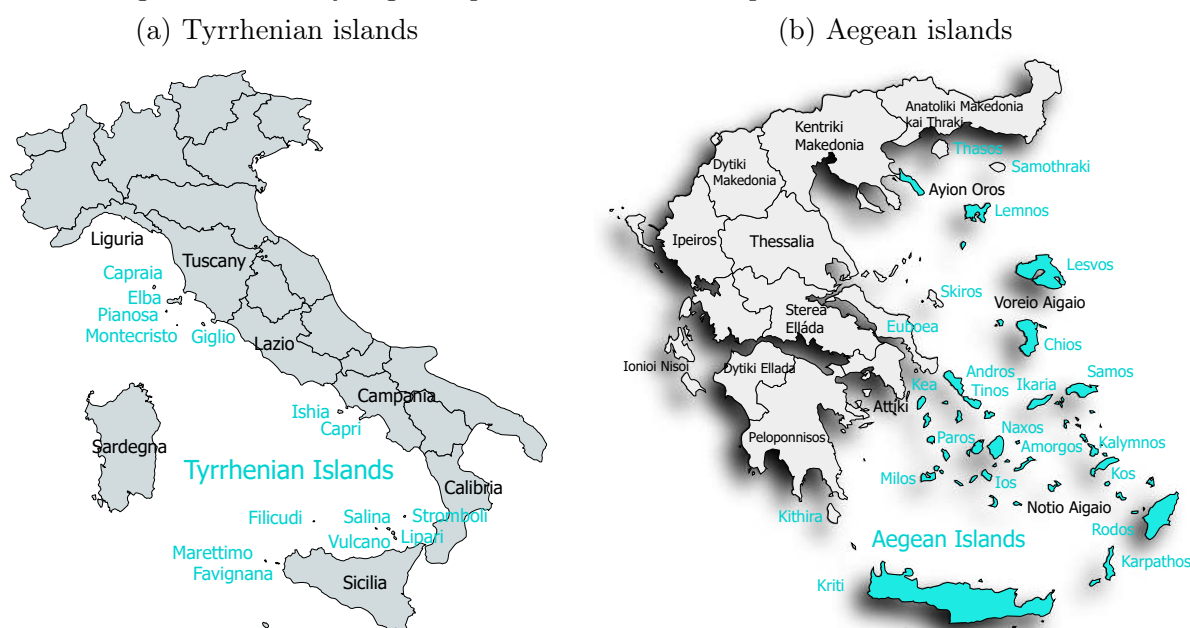 (a) Tyrrhenian islands
Liguria
Tuscany
Capraia
Elba
Pianosa
Montecristo
Giglio
Lazio
Campania
Ishia
Capri
Sardegna
Tyrrhenian Islands
Calibria
Filicudi
Salina
Stromboli
Vulcano
Lipari
Marettimo
Favignana
Sicilia
(b) Aegean islands
Anatoliki Makedonia
kai Thraki
Kentriki
Makedonia
Thasos
Samothraki
Dytiki
Makedonia
Ayion Oros
Lemnos
Ipeiros
Thessalia
Lesvos
Skiros
Voreio Aigaio
Sterea
Elláda
Euboea
Chios
Ionioi Nisoi
Dytiki Ellada
Kea
Andros
Tinos
Ikaria
Samos
Attiki
Peloponnisos
Paros
Naxos
Amorgos
Kalymnos
Milos
Ios
Kos
Notio Aigaio
Kithira
Rodos
Aegean Islands
Karpathos
Kriti